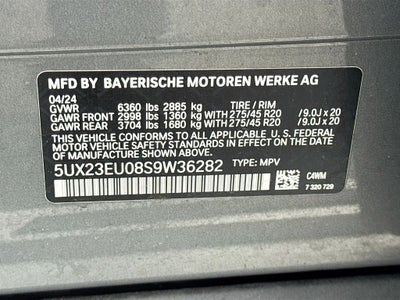 MFD BY BAYERISCHE MOTOREN WERKE AG
04/24
GVWR 6360 lbs 2885 kg TIRE / RIM
GAWR FRONT 2998 lbs 1360 kg WITH 275/45 R20 /9.0J x 20
GAWR REAR 3704 lbs 1680 kg WITH 275/45 R20 /9.0J x 20
THIS VEHICLE CONFORMS TO ALL APPLICABLE U. S. FEDERAL
MOTOR VEHICLE SAFETY STANDARDS IN EFFECT
ON THE DATE OF MANUFACTURE SHOWN ABOVE.
5UX23EU08S9W36282 TYPE: MPV
C4WM
7 320 729